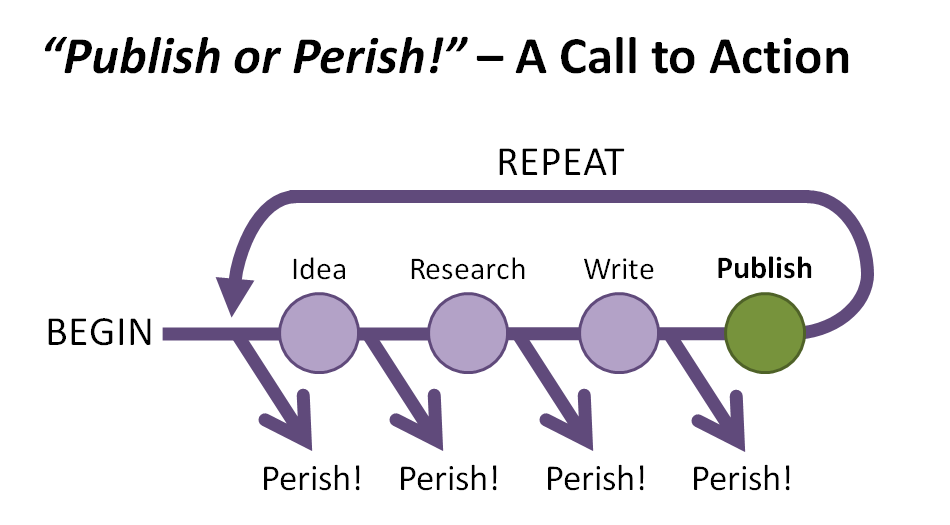 “Publish or Perish!” – A Call to Action
REPEAT
Idea Research Write Publish
BEGIN
Perish! Perish! Perish! Perish!